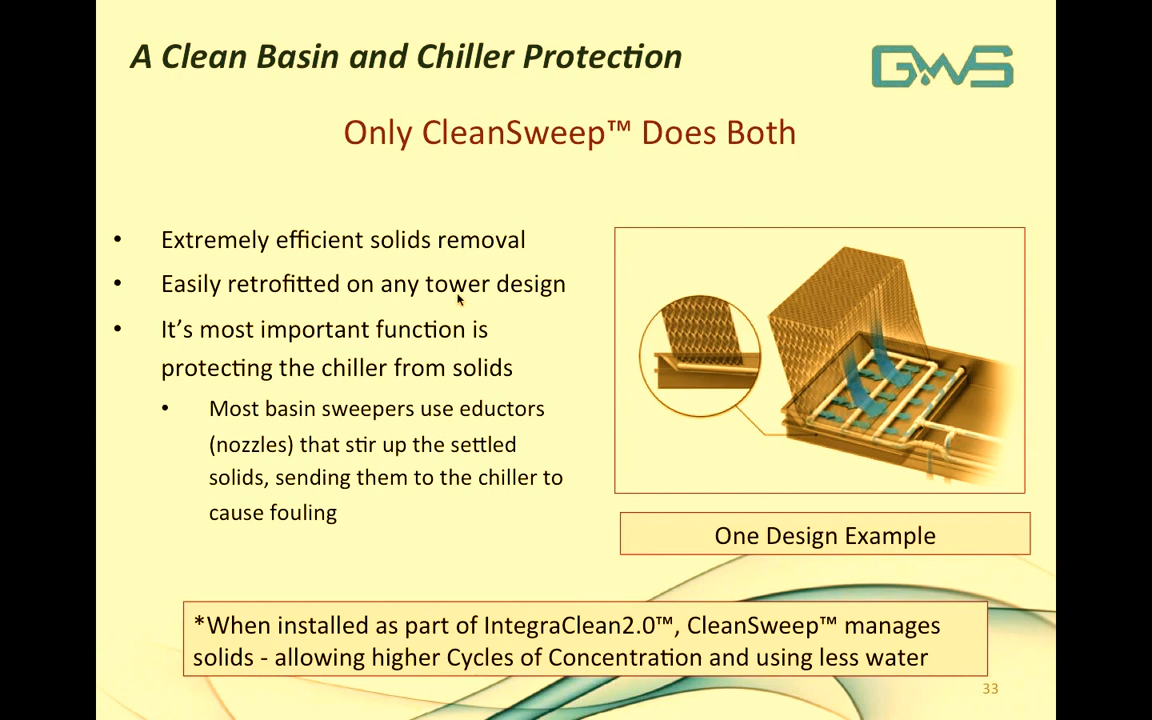 A Clean Basin and Chiller Protection
GWS
Only CleanSweep™ Does Both
• Extremely efficient solids removal
• Easily retrofitted on any tower design
• It’s most important function is
protecting the chiller from solids
• Most basin sweepers use eductors
(nozzles) that stir up the settled
solids, sending them to the chiller to
cause fouling
One Design Example
*When installed as part of IntegraClean2.0™, CleanSweep™ manages
solids - allowing higher Cycles of Concentration and using less water
33